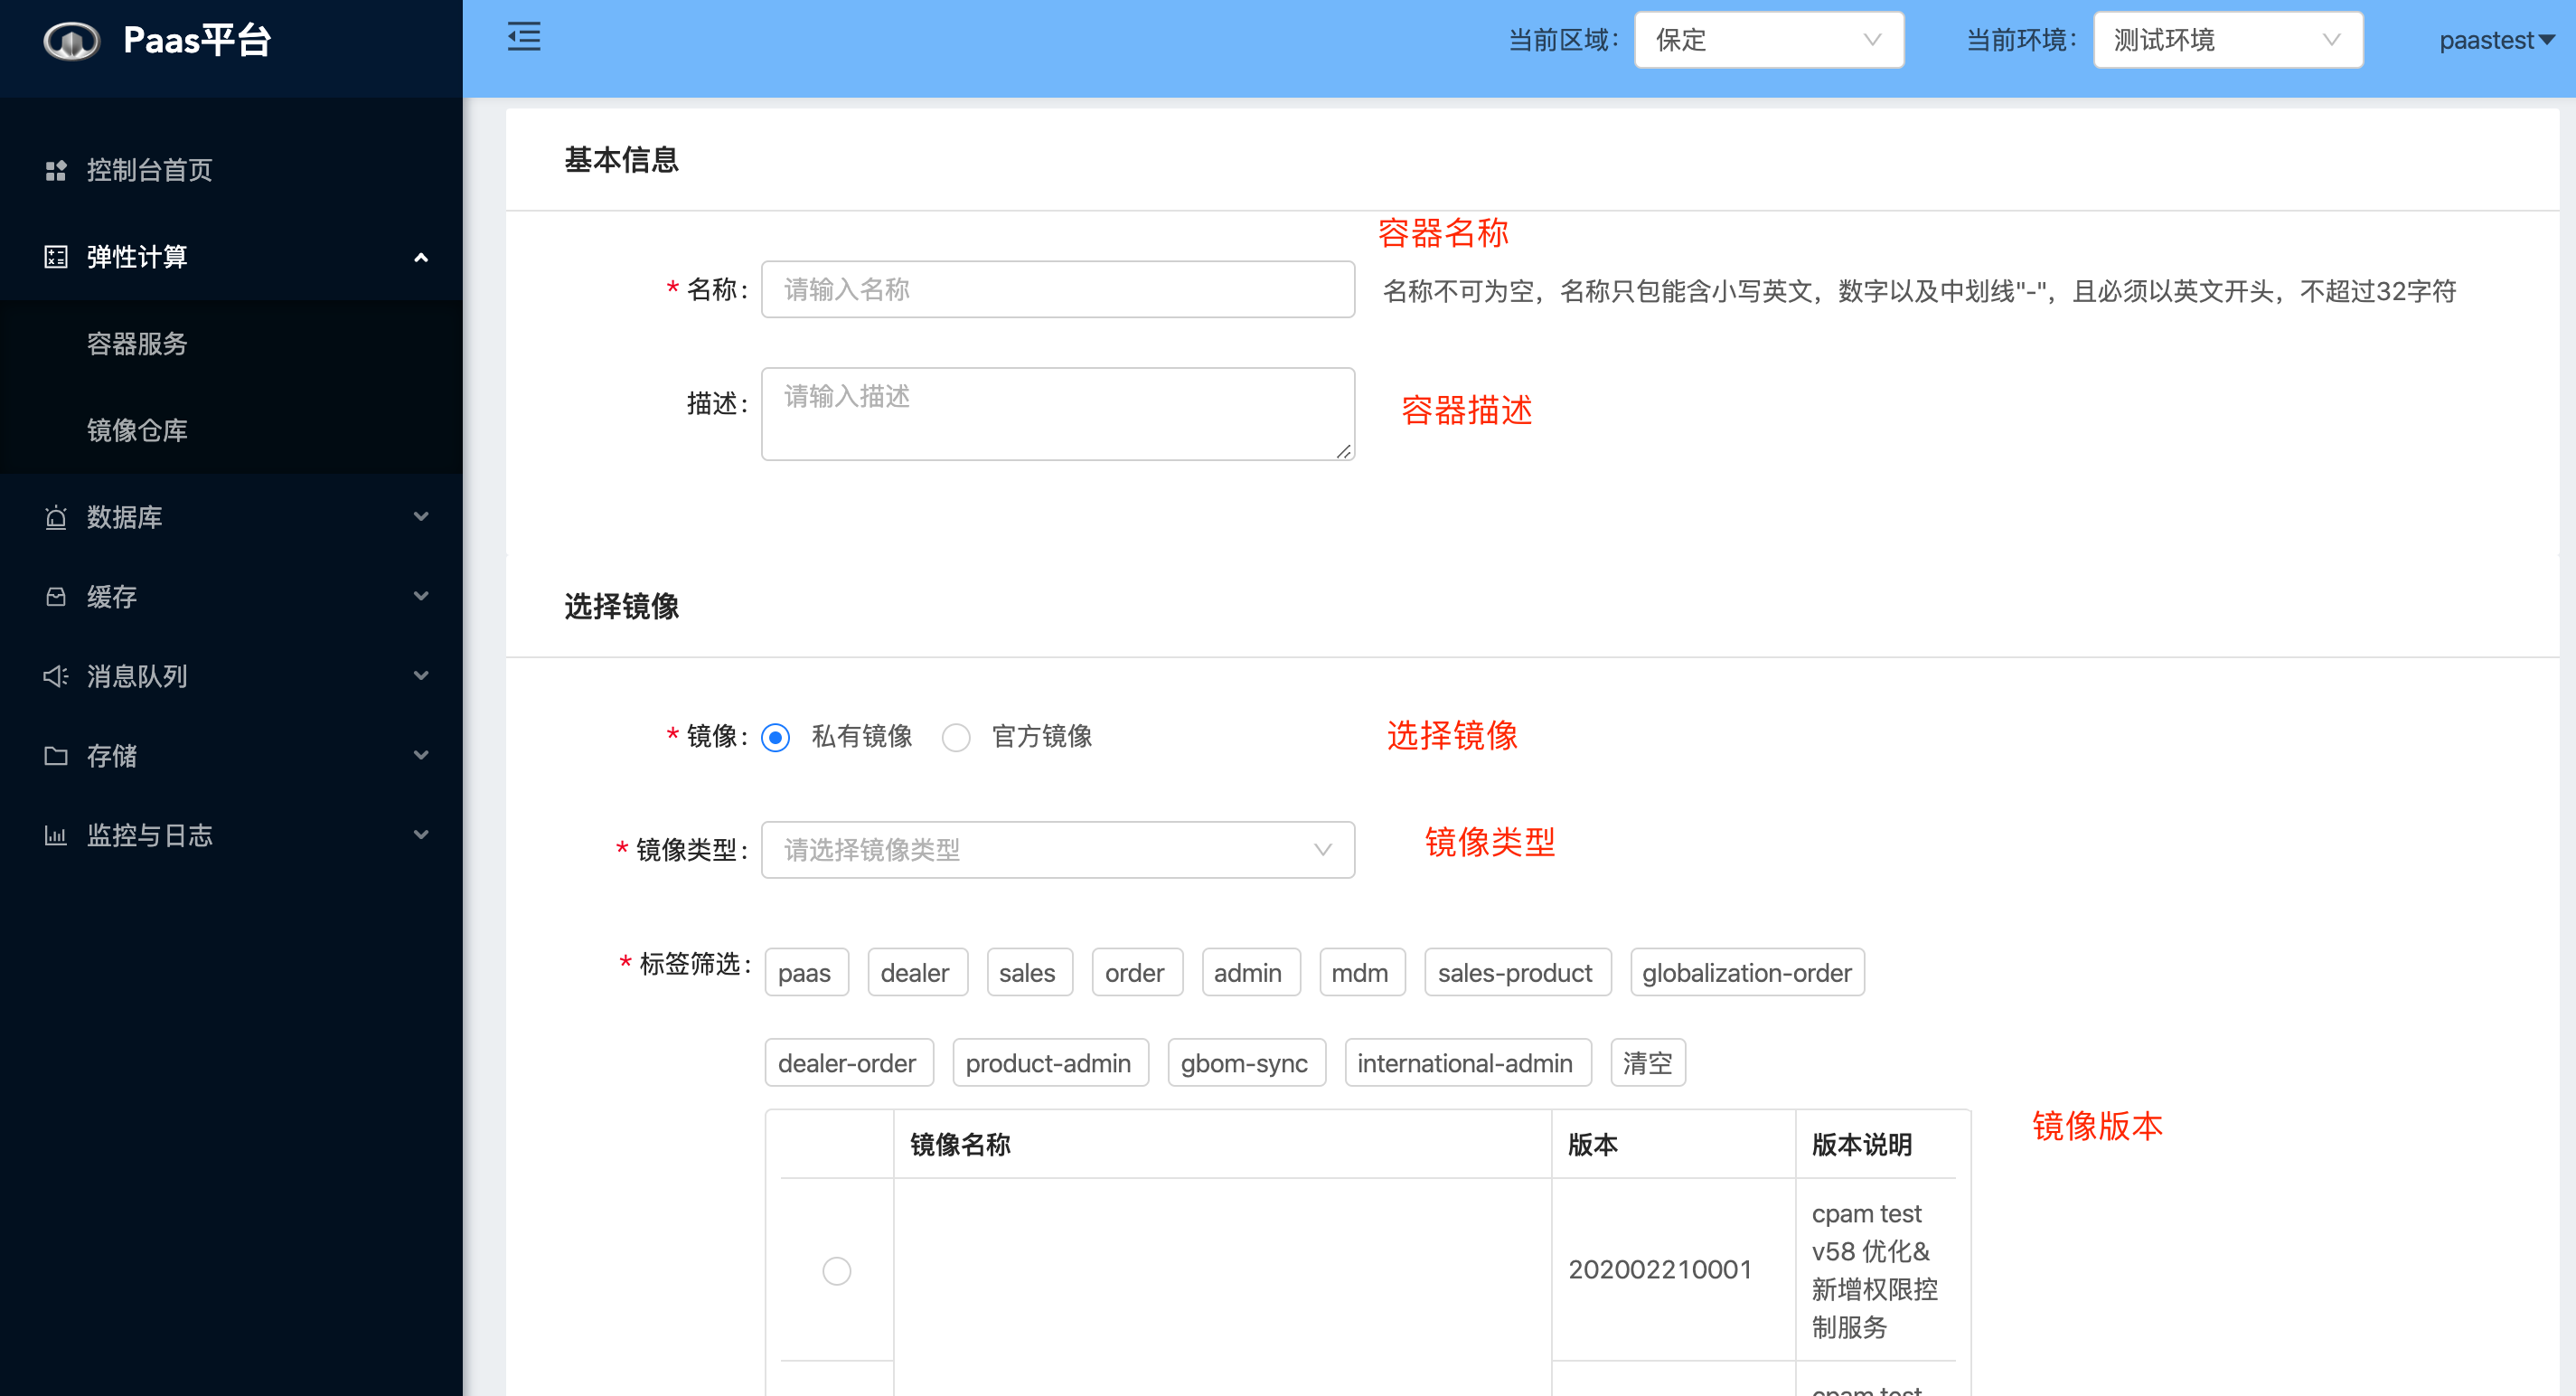 Paas平台
当前区域： 保定
当前环境： 测试环境
paastest
控制台首页
弹性计算
容器服务
镜像仓库
数据库
缓存
消息队列
存储
监控与日志
基本信息
容器名称
* 名称： 请输入名称
名称不可为空，名称只包能含小写英文，数字以及中划线"-"，且必须以英文开头，不超过32字符
描述： 请输入描述
容器描述
选择镜像
* 镜像： 私有镜像 官方镜像
选择镜像
* 镜像类型： 请选择镜像类型
镜像类型
* 标签筛选： paas dealer sales order admin mdm sales-product globalization-order
dealer-order product-admin gbom-sync international-admin 清空
镜像版本
镜像名称 版本 版本说明
202002210001
cpam test
v58 优化&
新增权限控
制服务
cpam test